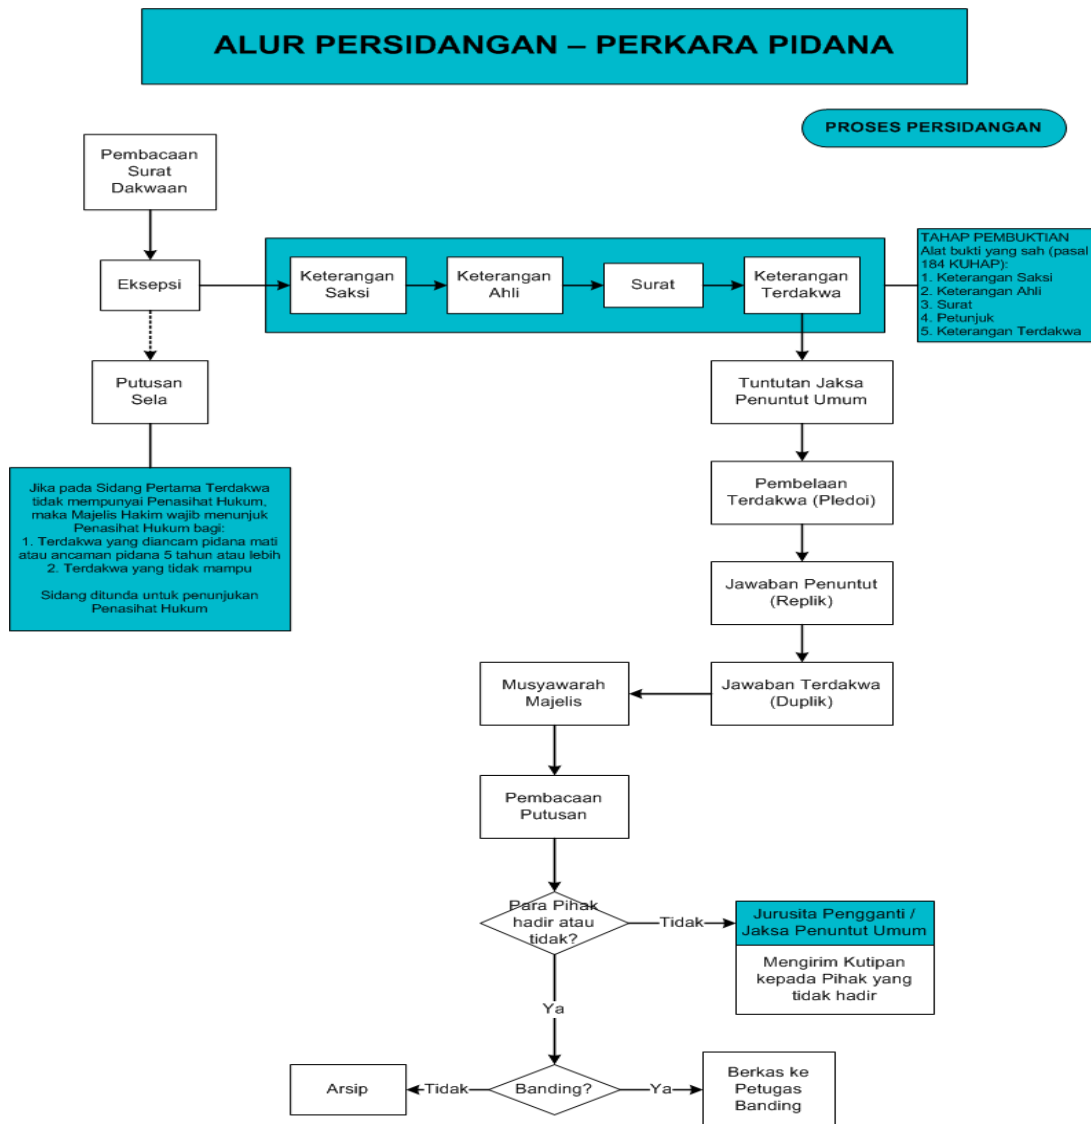 ALUR PERSIDANGAN – PERKARA PIDANA
PROSES PERSIDANGAN
Pembacaan
Surat
Dakwaan
Eksepsi
Keterangan
Saksi
Keterangan
Ahli
Surat
Keterangan
Terdakwa
TAHAP PEMBUKTIAN
Alat bukti yang sah (pasal
184 KUHAP):
1. Keterangan Saksi
2. Keterangan Ahli
3. Surat
4. Petunjuk
5. Keterangan Terdakwa
Putusan
Sela
Tuntutan Jaksa
Penuntut Umum
Jika pada Sidang Pertama Terdakwa
tidak mempunyai Penasihat Hukum,
maka Majelis Hakim wajib menunjuk
Penasihat Hukum bagi:
1. Terdakwa yang diancam pidana mati
atau ancaman pidana 5 tahun atau lebih
2. Terdakwa yang tidak mampu
Sidang ditunda untuk penunjukan
Penasihat Hukum
Pembelaan
Terdakwa (Pledoi)
Jawaban Penuntut
(Replik)
Jawaban Terdakwa
(Duplik)
Musyawarah
Majelis
Pembacaan
Putusan
Para Pihak
hadir atau
tidak?
Tidak
Jurusita Pengganti /
Jaksa Penuntut Umum
Mengirim Kutipan
kepada Pihak yang
tidak hadir
Ya
Arsip
Tidak
Banding?
Ya
Berkas ke
Petugas
Banding